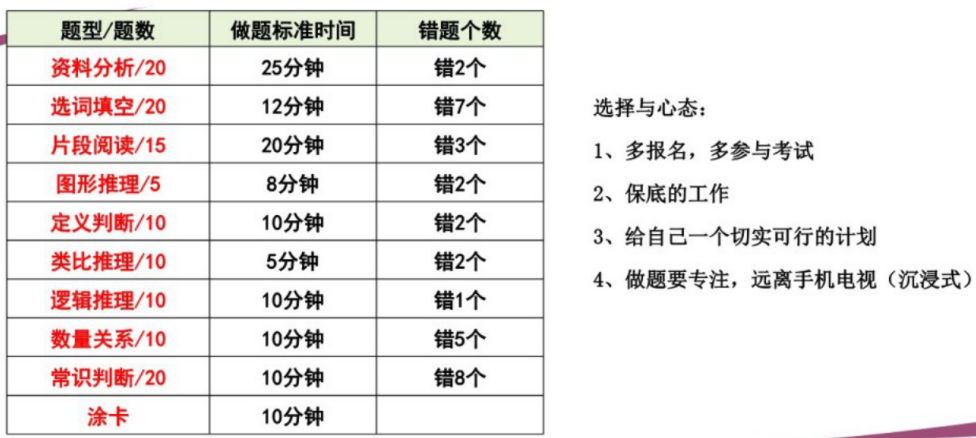 题型/题数 做题标准时间 错题个数
资料分析/20 25分钟 错2个
选词填空/20 12分钟 错7个
片段阅读/15 20分钟 错3个
图形推理/5 8分钟 错2个
定义判断/10 10分钟 错2个
类比推理/10 5分钟 错2个
逻辑推理/10 10分钟 错1个
数量关系/10 10分钟 错5个
常识判断/20 10分钟 错8个
涂卡 10分钟
选择与心态：
1、多报名，多参与考试
2、保底的工作
3、给自己一个切实可行的计划
4、做题要专注，远离手机电视（沉浸式）